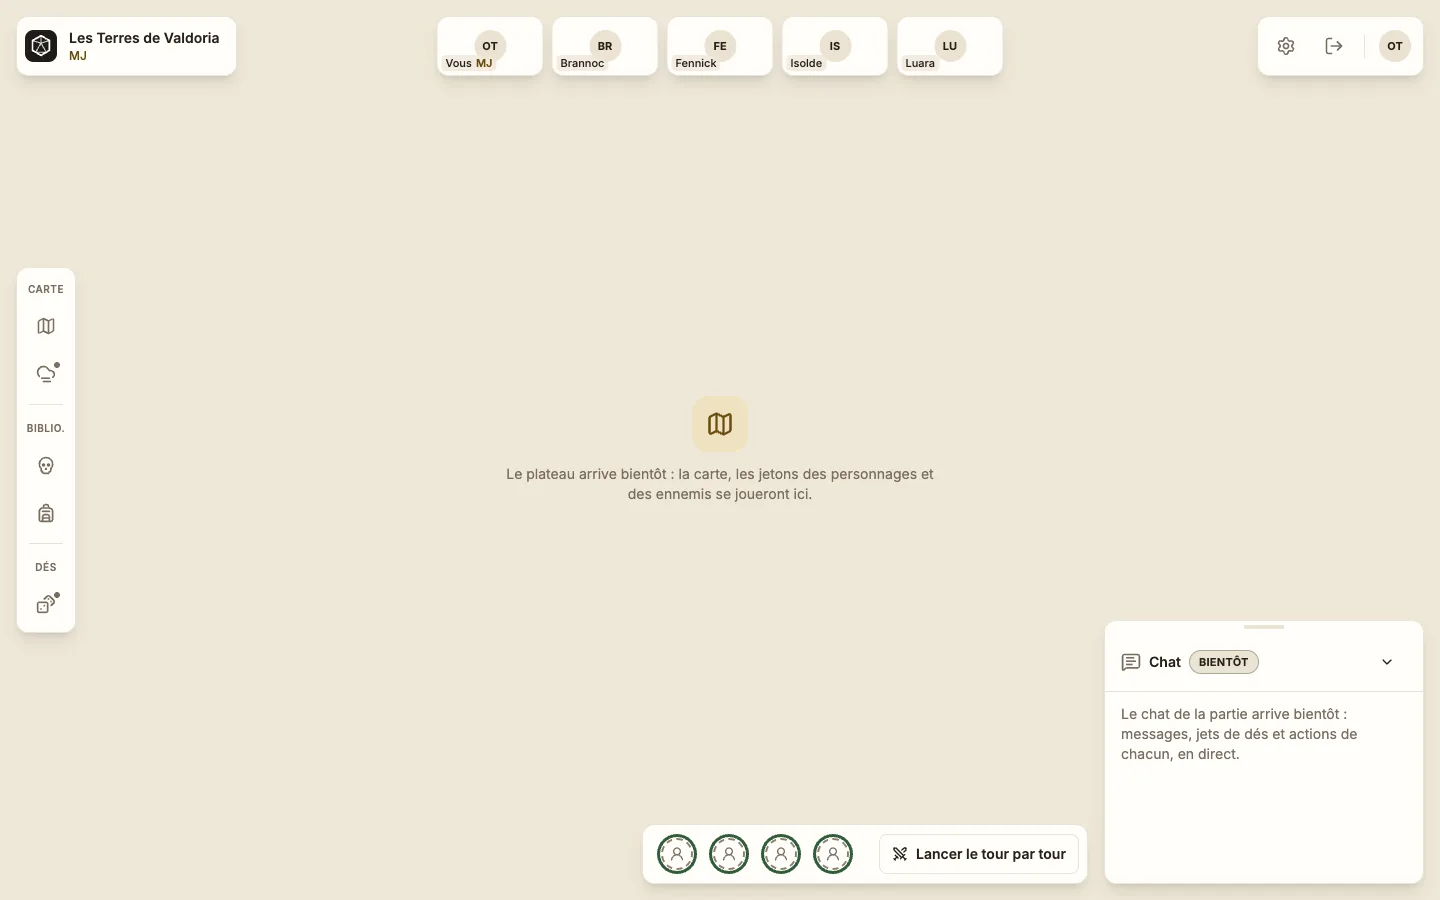 Les Terres de Valdoria
MJ
OT
Vous MJ
BR
Brannoc
FE
Fennick
IS
Isolde
LU
Luara
OT
CARTE
BIBLIO.
DÉS
Le plateau arrive bientôt : la carte, les jetons des personnages et
des ennemis se joueront ici.
Chat BIENTÔT
Le chat de la partie arrive bientôt :
messages, jets de dés et actions de
chacun, en direct.
Lancer le tour par tour